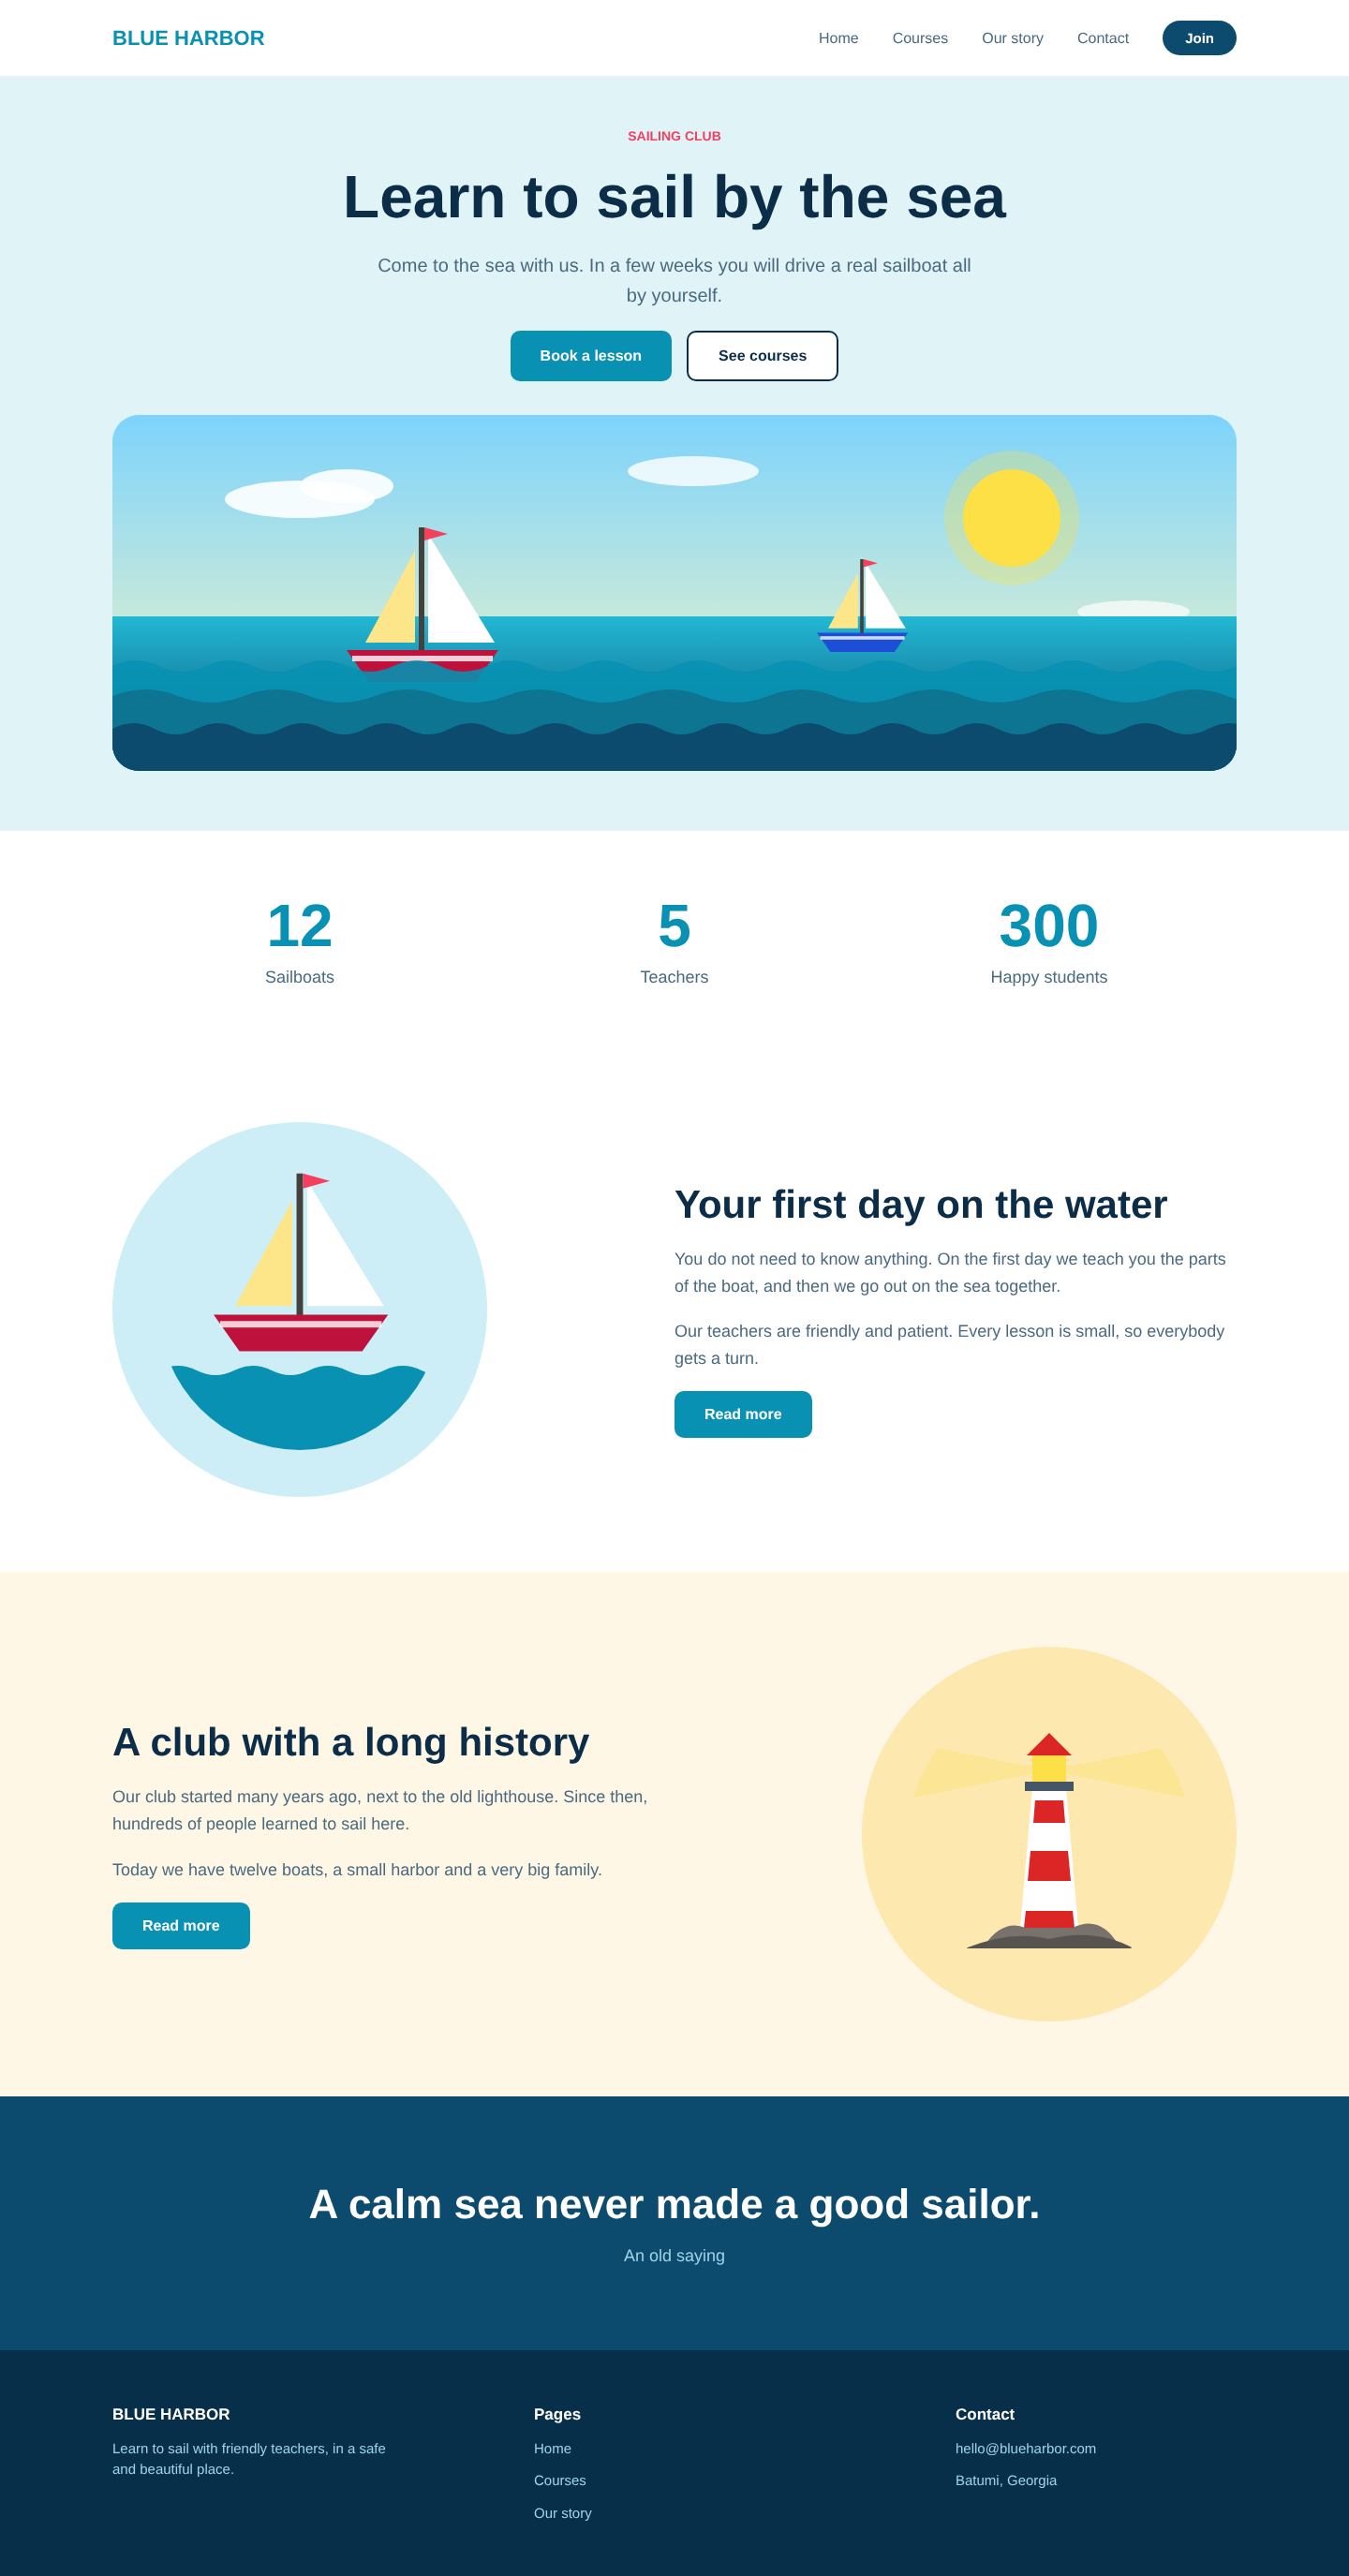 BLUE HARBOR
Home Courses Our story Contact Join
SAILING CLUB
Learn to sail by the sea
Come to the sea with us. In a few weeks you will drive a real sailboat all
by yourself.
Book a lesson See courses
12 5 300
Sailboats Teachers Happy students
Your first day on the water
You do not need to know anything. On the first day we teach you the parts
of the boat, and then we go out on the sea together.
Our teachers are friendly and patient. Every lesson is small, so everybody
gets a turn.
Read more
A club with a long history
Our club started many years ago, next to the old lighthouse. Since then,
hundreds of people learned to sail here.
Today we have twelve boats, a small harbor and a very big family.
Read more
A calm sea never made a good sailor.
An old saying
BLUE HARBOR
Learn to sail with friendly teachers, in a safe
and beautiful place.
Pages
Home
Courses
Our story
Contact
hello@blueharbor.com
Batumi, Georgia